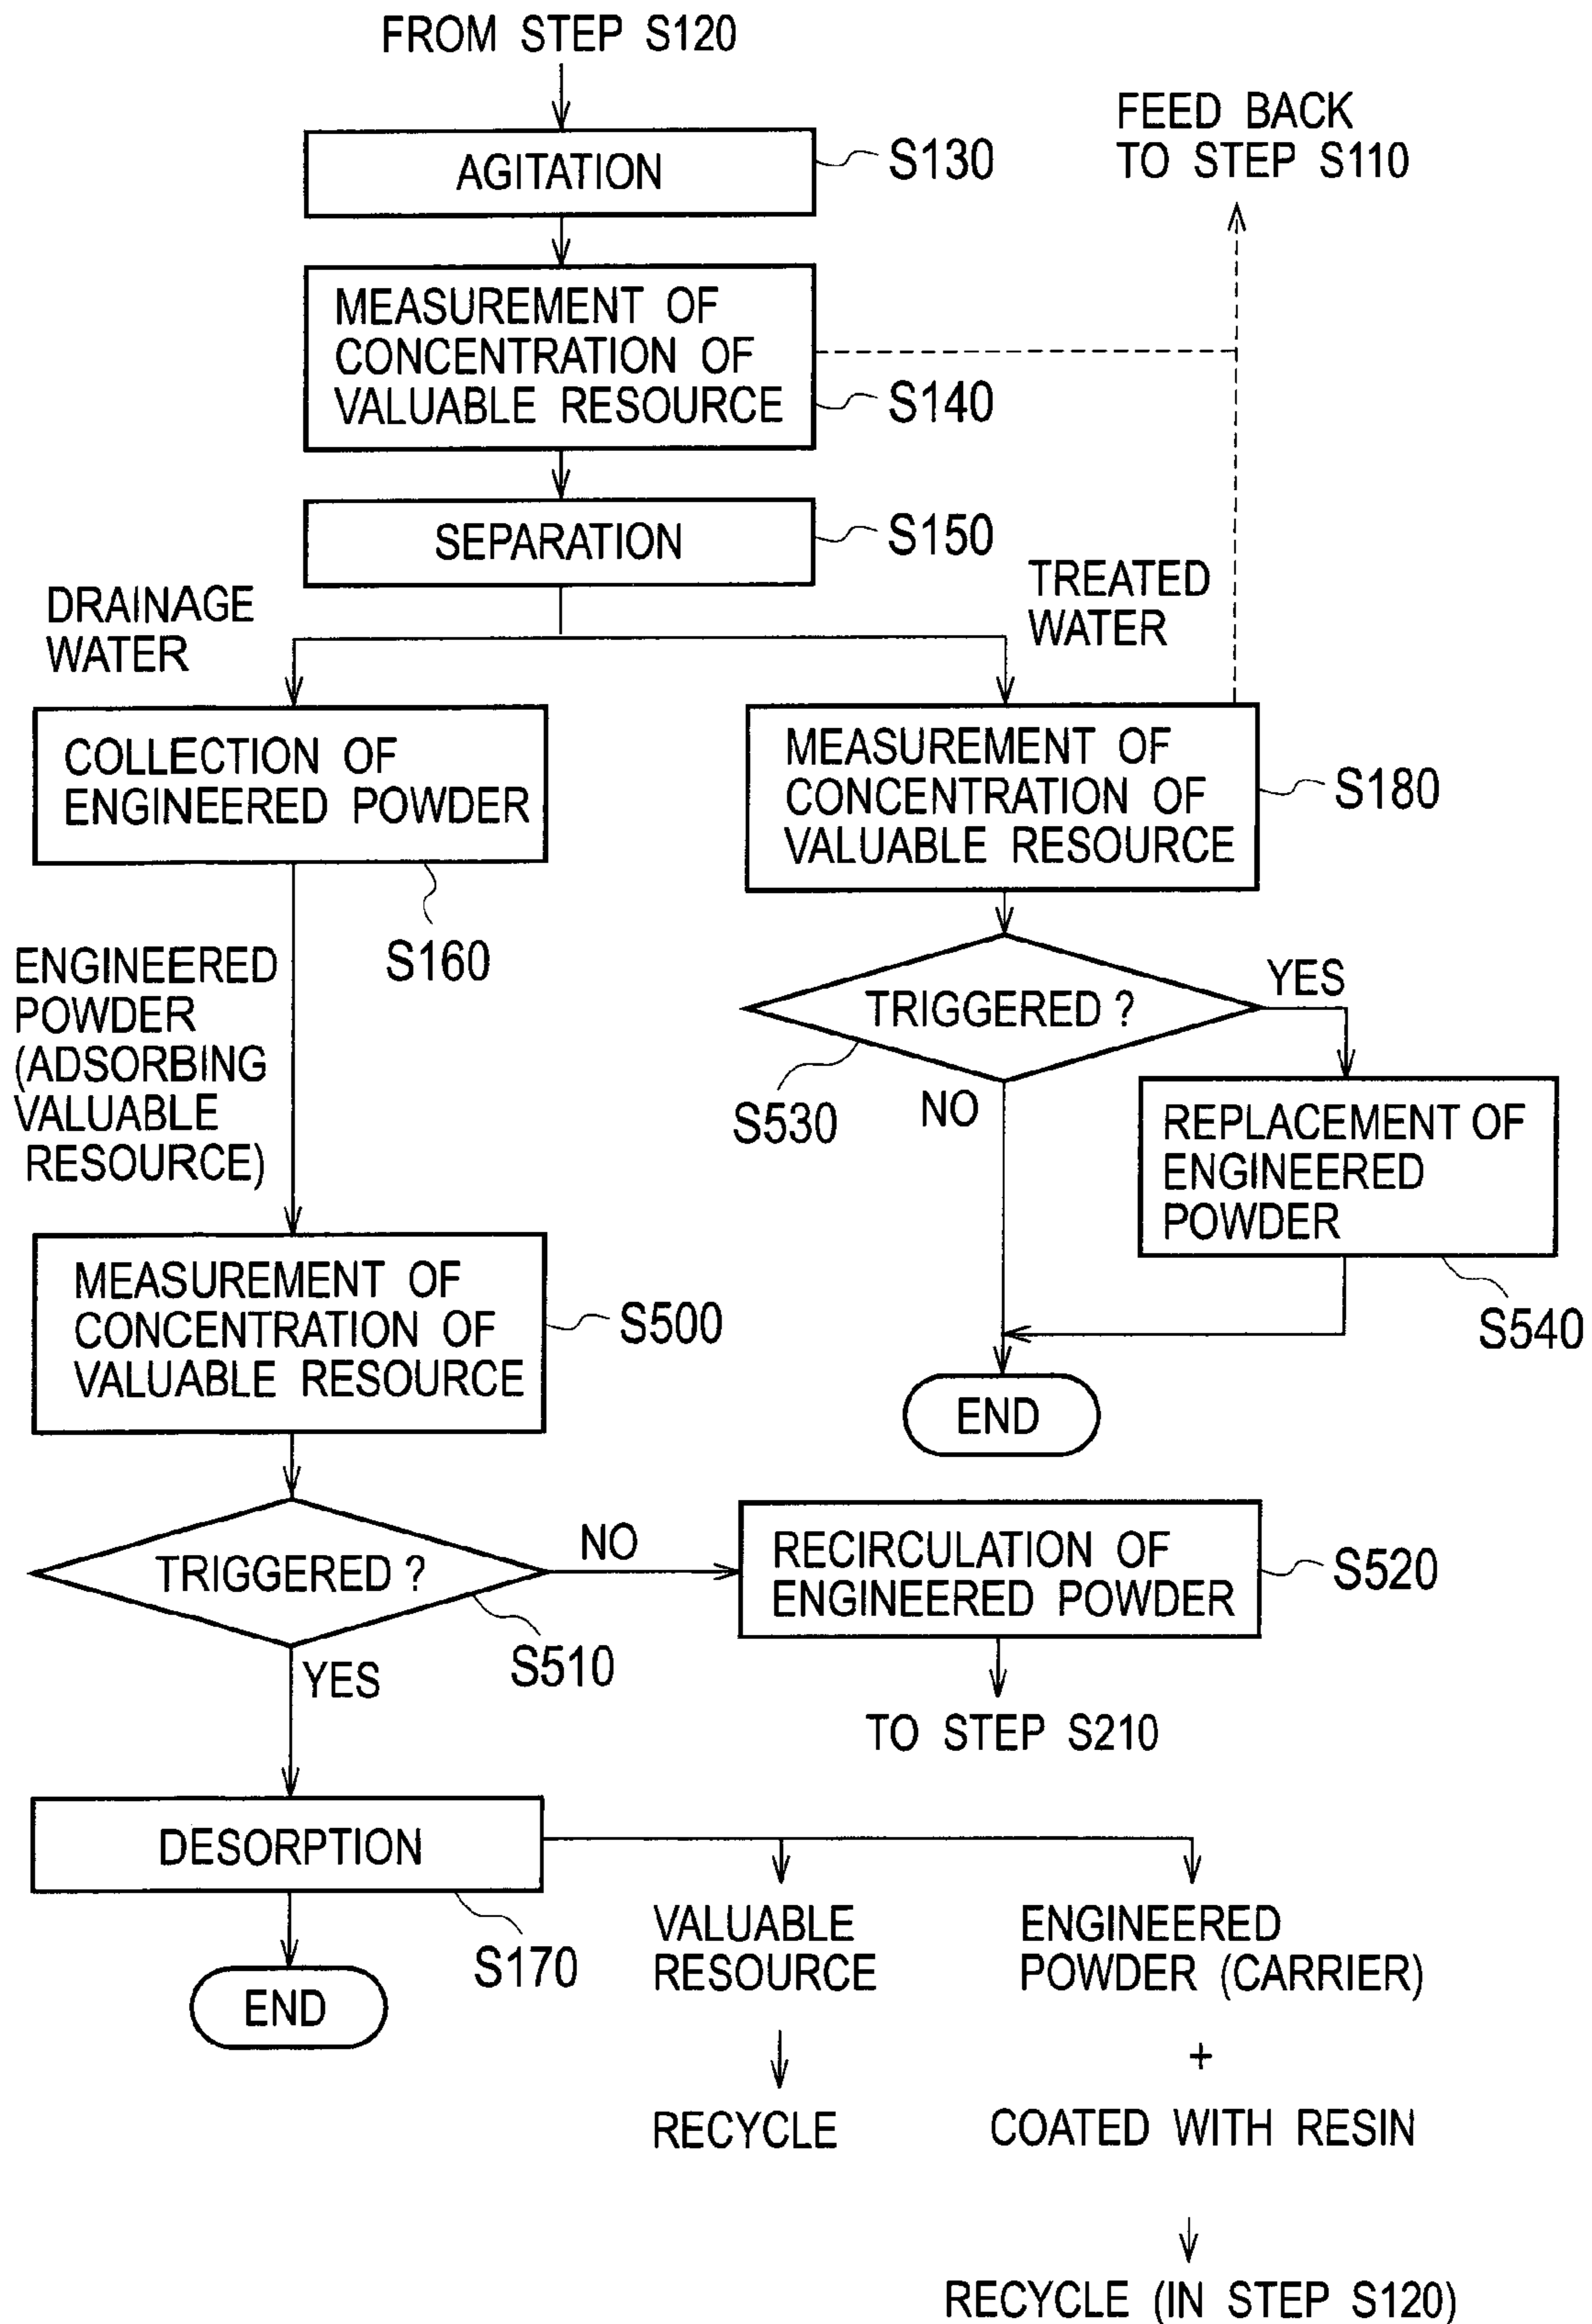 FROM STEP S120
FEED BACK
TO STEP S110
AGITATION
S130
MEASUREMENT OF
CONCENTRATION OF
VALUABLE RESOURCE
S140
SEPARATION
S150
DRAINAGE
WATER
TREATED
WATER
COLLECTION OF
ENGINEERED POWDER
S160
MEASUREMENT OF
CONCENTRATION OF
VALUABLE RESOURCE
S180
ENGINEERED
POWDER
(ADSORBING
VALUABLE
RESOURCE)
TRIGGERED ?
YES
S530
NO
REPLACEMENT OF
ENGINEERED
POWDER
S540
MEASUREMENT OF
CONCENTRATION OF
VALUABLE RESOURCE
S500
END
TRIGGERED ?
NO
S510
YES
RECIRCULATION OF
ENGINEERED POWDER
S520
TO STEP S210
DESORPTION
S170
END
VALUABLE
RESOURCE
RECYCLE
ENGINEERED
POWDER (CARRIER)
+
COATED WITH RESIN
RECYCLE (IN STEP S120)